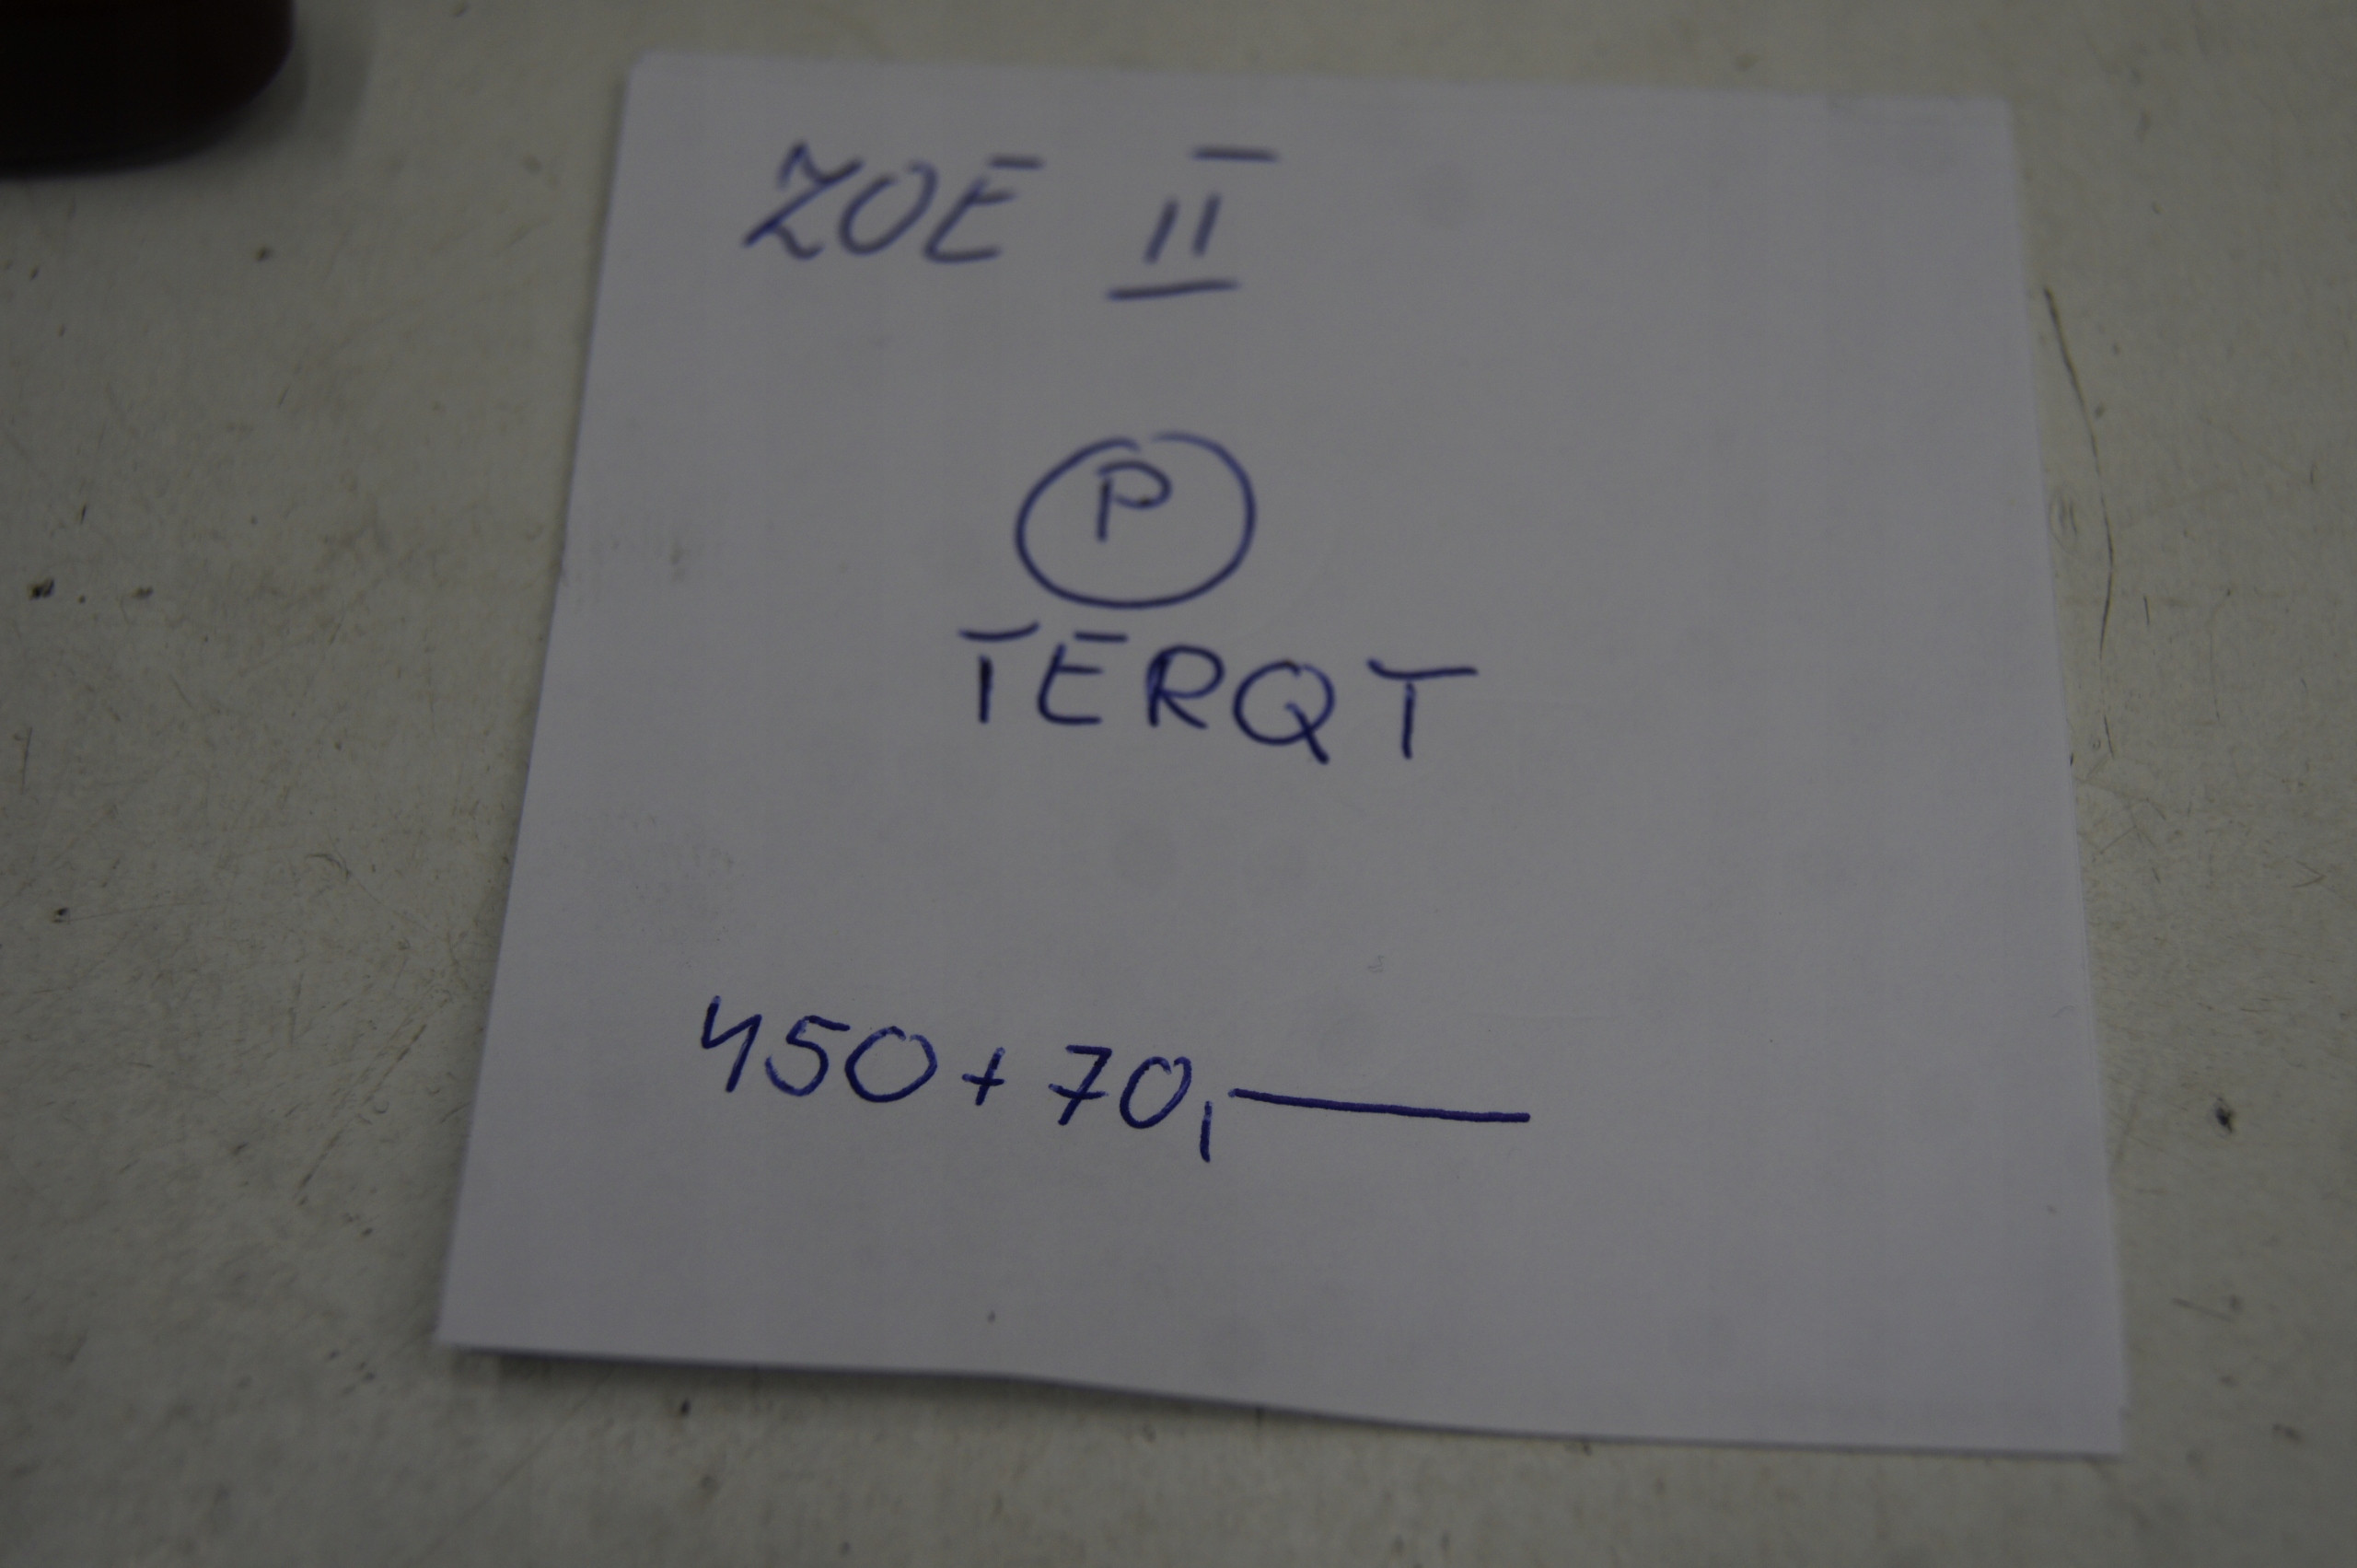 ZOE II
P
TERQT
450+70,—